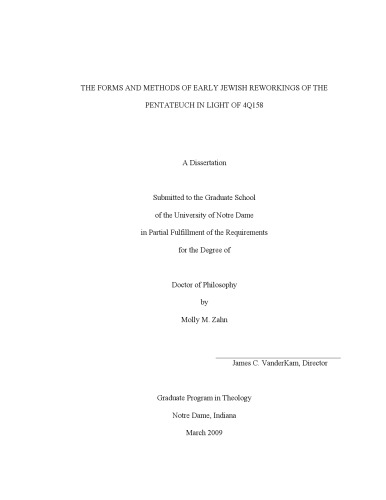 THE FORMS AND METHODS OF EARLY JEWISH REWORKINGS OF THE
PENTATEUCH IN LIGHT OF 4Q158
A Dissertation
Submitted to the Graduate School
of the University of Notre Dame
in Partial Fulfillment of the Requirements
for the Degree of
Doctor of Philosophy
by
Molly M. Zahn
James C. VanderKam, Director
Graduate Program in Theology
Notre Dame, Indiana
March 2009